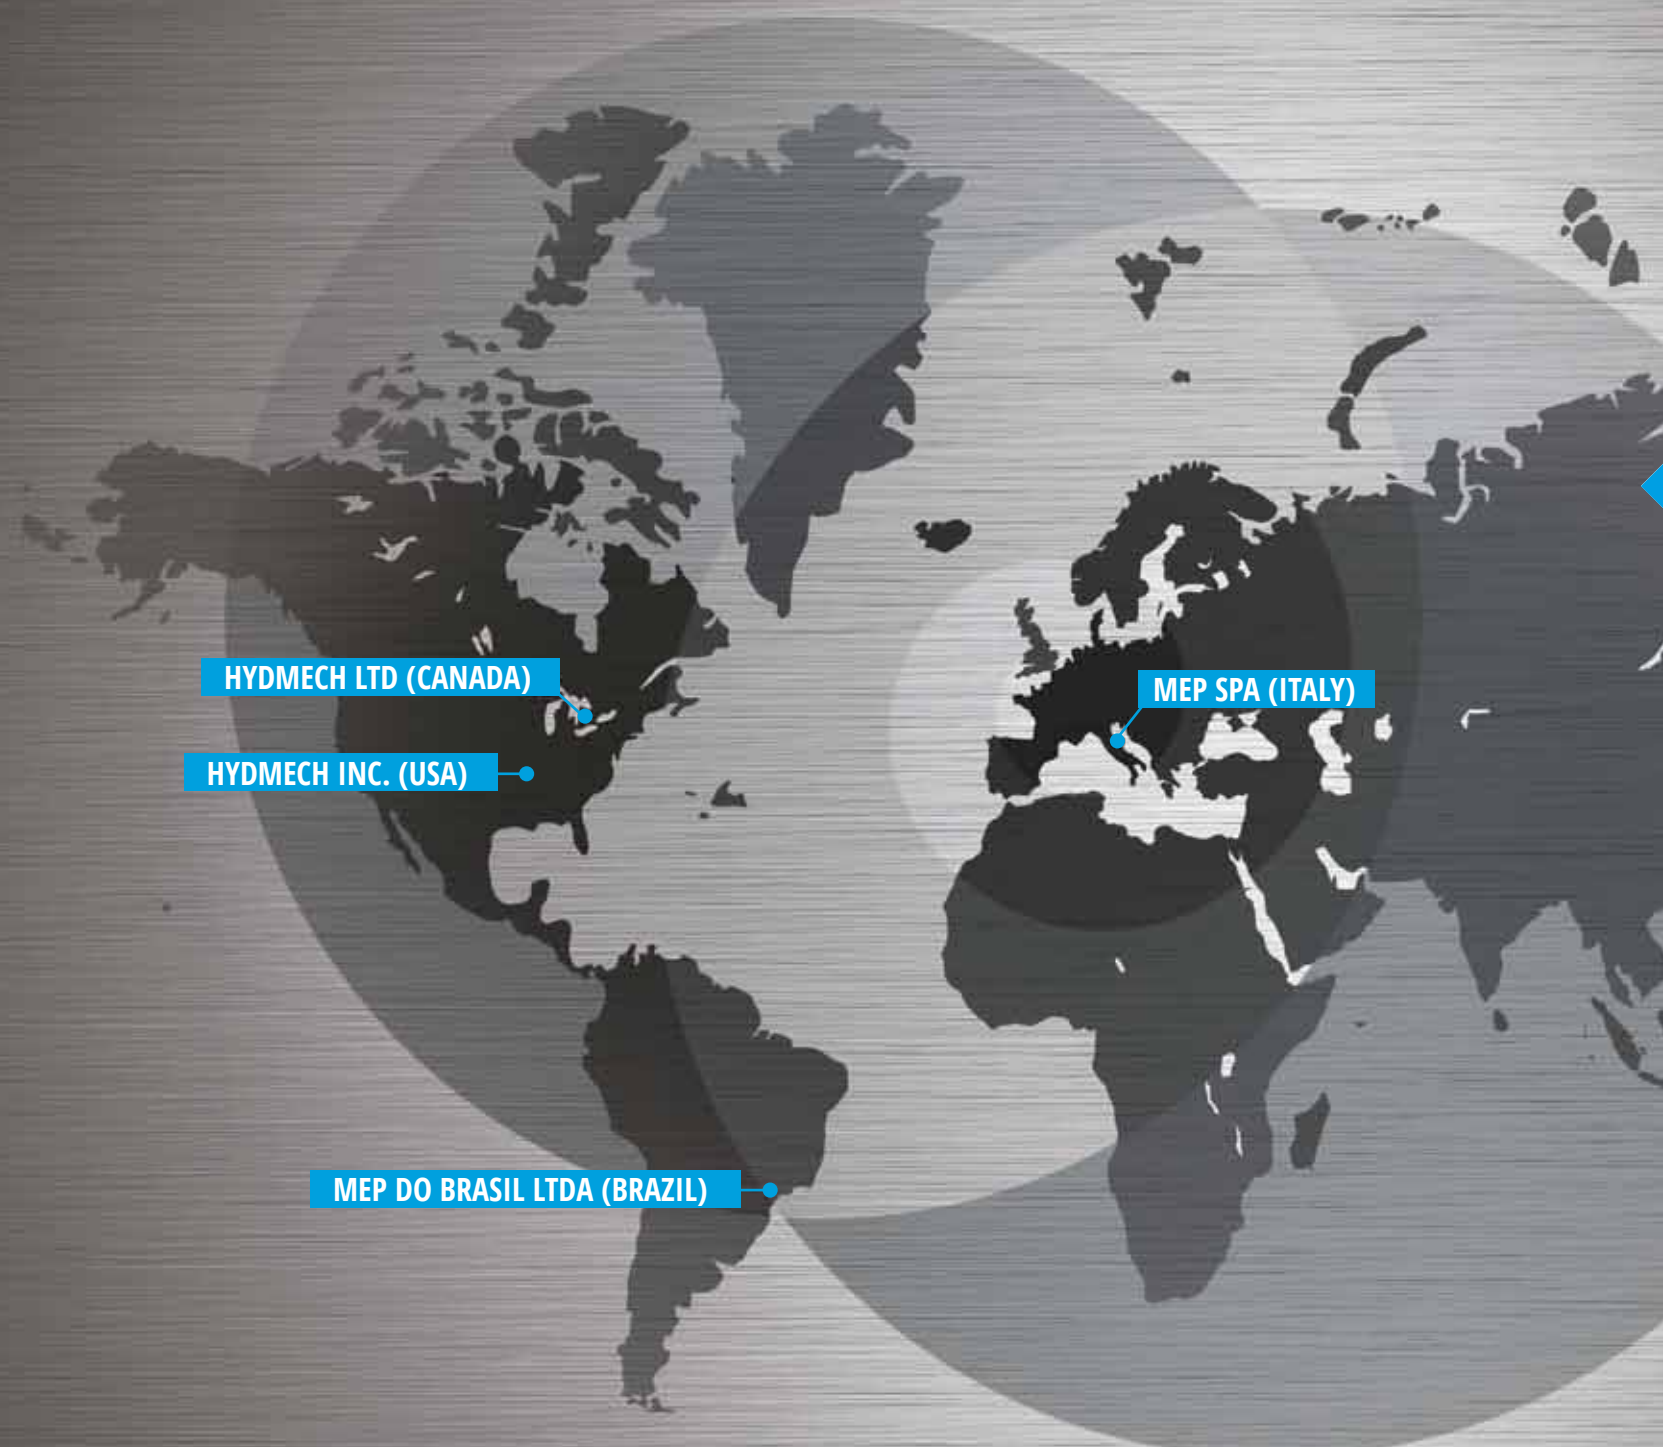 HYDMECH LTD (CANADA)
MEP SPA (ITALY)
HYDMECH INC. (USA)
MEP DO BRASIL LTDA (BRAZIL)